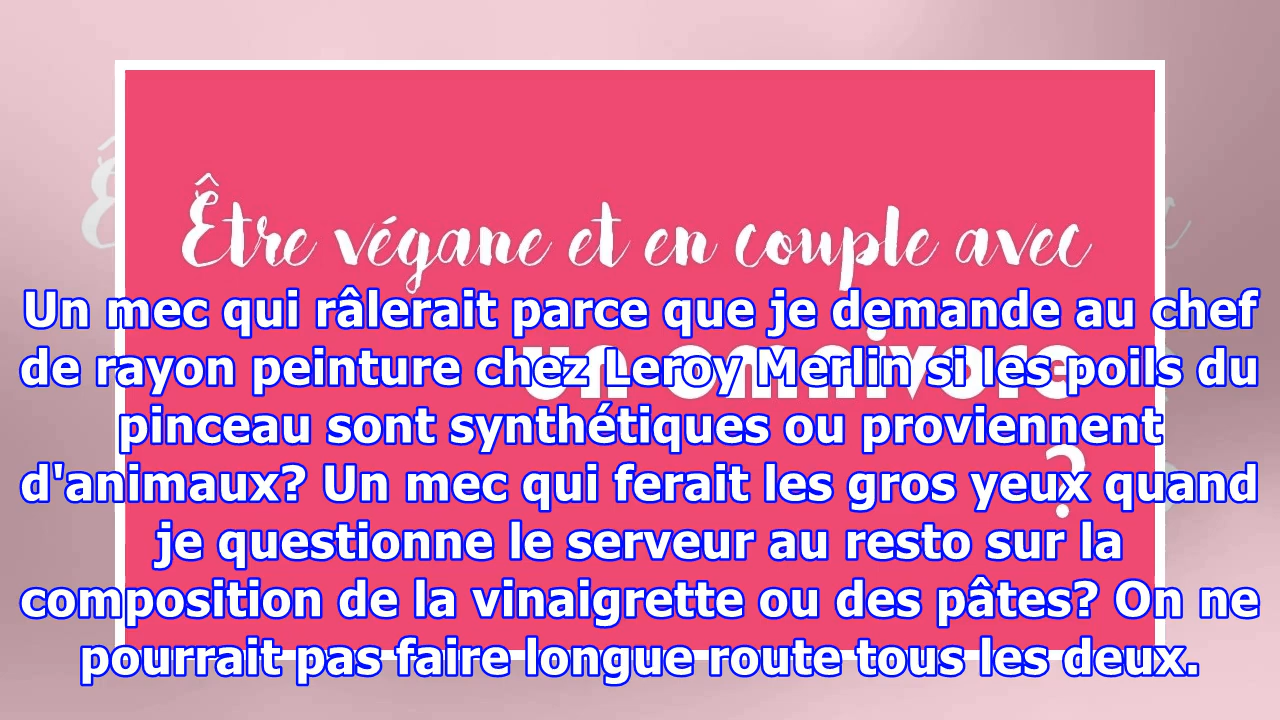 Être végane et en couple avec
un omnivore
?
Un mec qui râlerait parce que je demande au chef
de rayon peinture chez Leroy Merlin si les poils du
pinceau sont synthétiques ou proviennent
d'animaux? Un mec qui ferait les gros yeux quand
je questionne le serveur au resto sur la
composition de la vinaigrette ou des pâtes? On ne
pourrait pas faire longue route tous les deux.